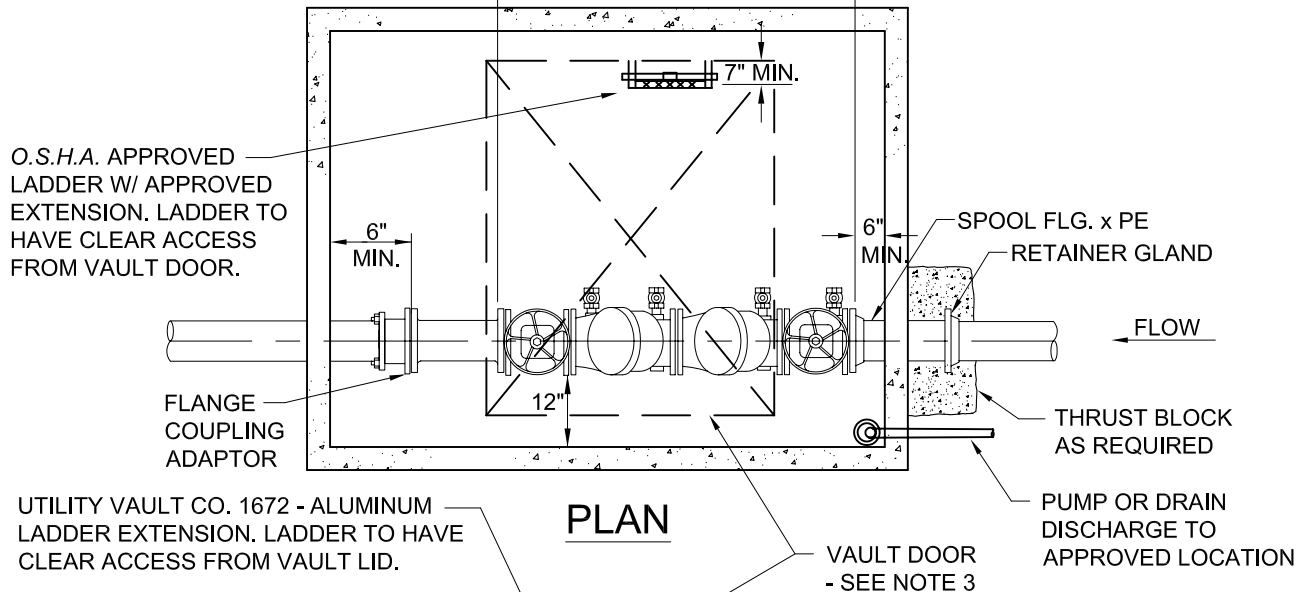 7" MIN.
O.S.H.A. APPROVED
LADDER W/ APPROVED
EXTENSION. LADDER TO
HAVE CLEAR ACCESS
FROM VAULT DOOR.
6"
MIN.
6"
MIN.
SPOOL FLG. x PE
RETAINER GLAND
FLOW
FLANGE
COUPLING
ADAPTOR
12"
THRUST BLOCK
AS REQUIRED
UTILITY VAULT CO. 1672 - ALUMINUM
LADDER EXTENSION. LADDER TO HAVE
CLEAR ACCESS FROM VAULT LID.
PLAN
VAULT DOOR
- SEE NOTE 3
PUMP OR DRAIN
DISCHARGE TO
APPROVED LOCATION